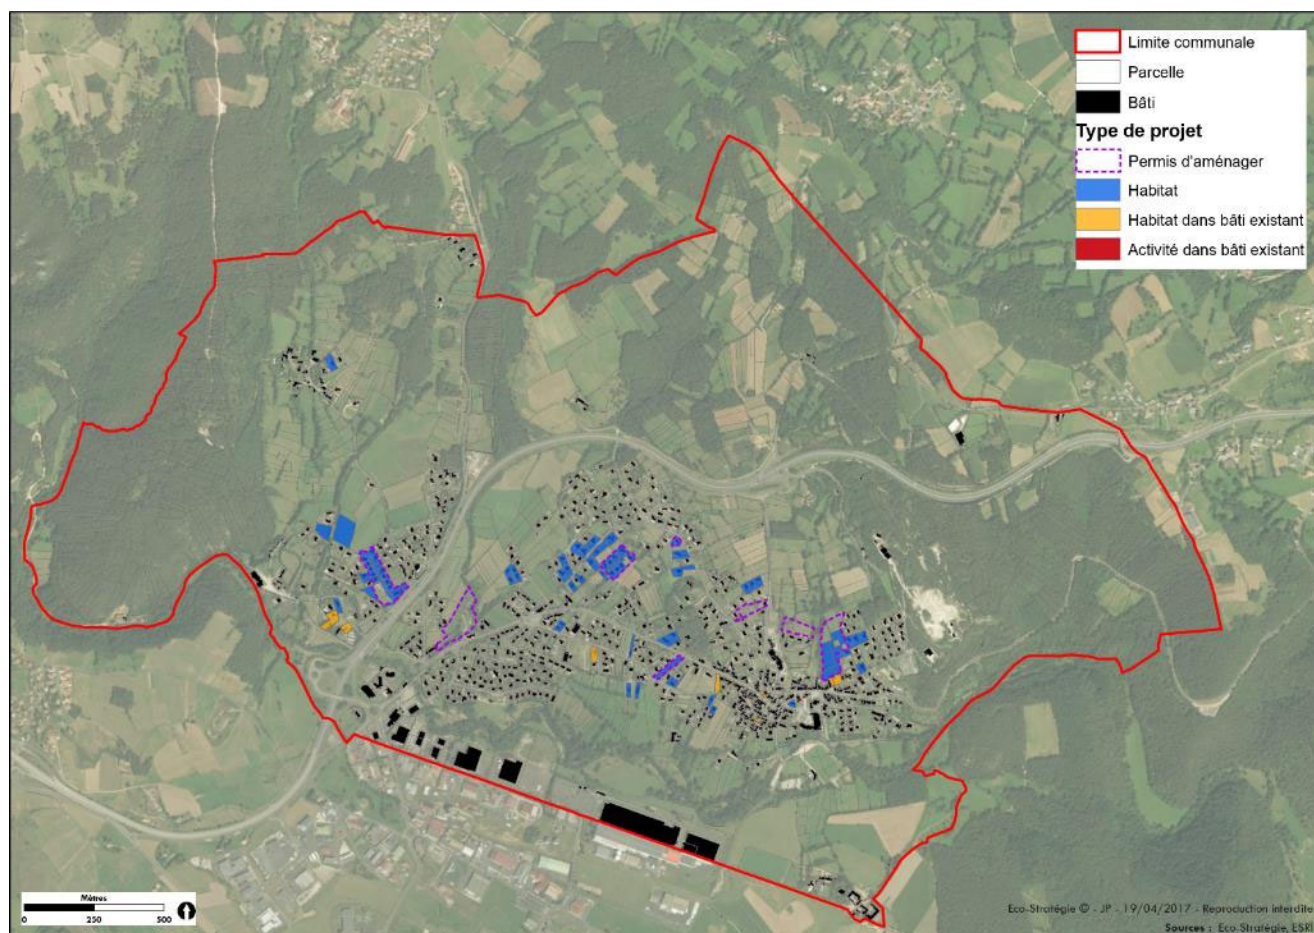 Limite communale
Parcelle
Bâti
Type de projet
Permis d'aménager
Habitat
Habitat dans bâti existant
Activité dans bâti existant
Mètres
0 250 500
Eco-Stratégie © - JP - 19/04/2017 - Reproduction interdite
Sources : Eco-Stratégie, ESRI